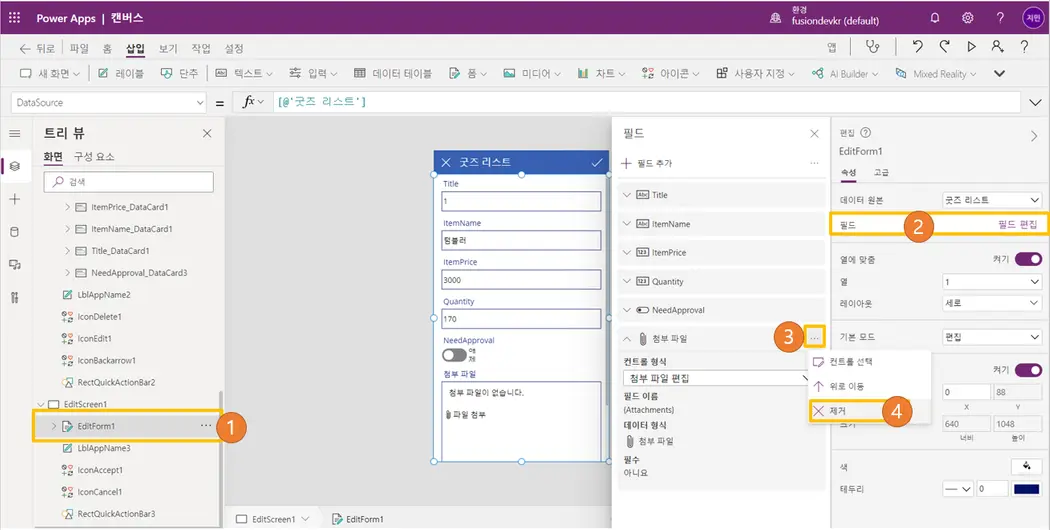 Power Apps | 캔버스
환경
fusiondevkr (default)
지민
뒤로 파일 홈 삽입 보기 작업 설정
앱
새 화면 레이블 단추 텍스트 입력 데이터 테이블 폼 미디어 차트 아이콘 사용자 지정 AI Builder Mixed Reality
DataSource = fx [@'굿즈 리스트']
트리 뷰
화면 구성 요소
검색
ItemPrice_DataCard1
ItemName_DataCard1
Title_DataCard1
NeedApproval_DataCard3
LblAppName2
IconDelete1
IconEdit1
IconBackarrow1
RectQuickActionBar2
EditScreen1
EditForm1 ... 1
LblAppName3
IconAccept1
IconCancel1
RectQuickActionBar3
굿즈 리스트
Title
1
ItemName
텀블러
ItemPrice
3000
Quantity
170
NeedApproval
첨부 파일
첨부 파일이 없습니다.
파일 첨부
EditScreen1 EditForm1
필드
필드 추가 ...
Abc Title
Abc ItemName
123 ItemPrice
123 Quantity
NeedApproval
첨부 파일 3 ...
컨트롤 형식
첨부 파일 편집
필드 이름
(Attachments)
데이터 형식
첨부 파일
필수
아니요
컨트롤 선택
위로 이동
제거 4
편집
EditForm1
속성 고급
데이터 원본 굿즈 리스트
필드 2 필드 편집
열에 맞춤 켜기
열 1
레이아웃 세로
기본 모드 편집
켜기
0 88
X Y
크기 640 1048
너비 높이
색
테두리 0